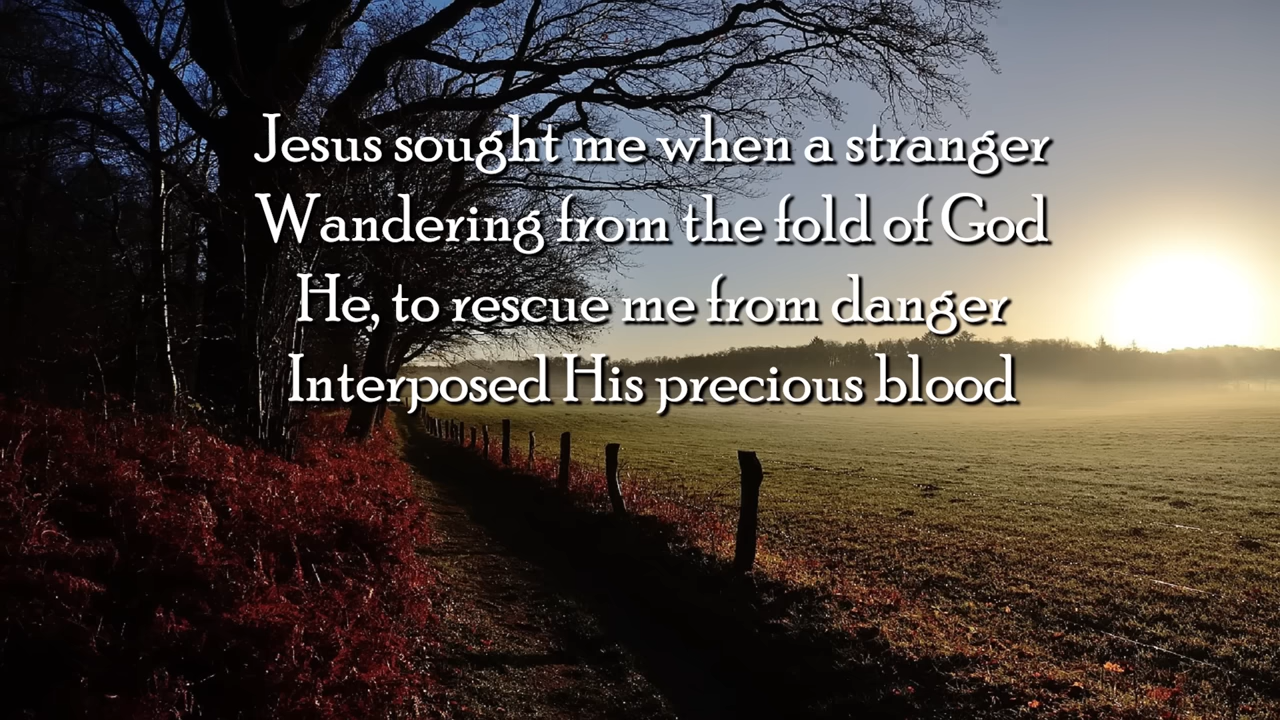 Jesus sought me when a stranger
Wandering from the fold of God
He, to rescue me from danger
Interposed His precious blood